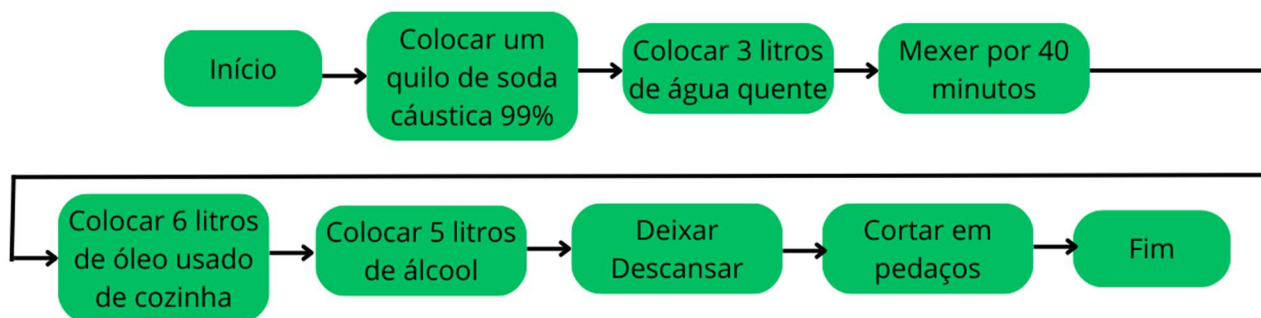 Início
Colocar um
quilo de soda
cáustica 99%
Colocar 3 litros
de água quente
Mexer por 40
minutos
Colocar 6 litros
de óleo usado
de cozinha
Colocar 5 litros
de álcool
Deixar
Descansar
Cortar em
pedaços
Fim